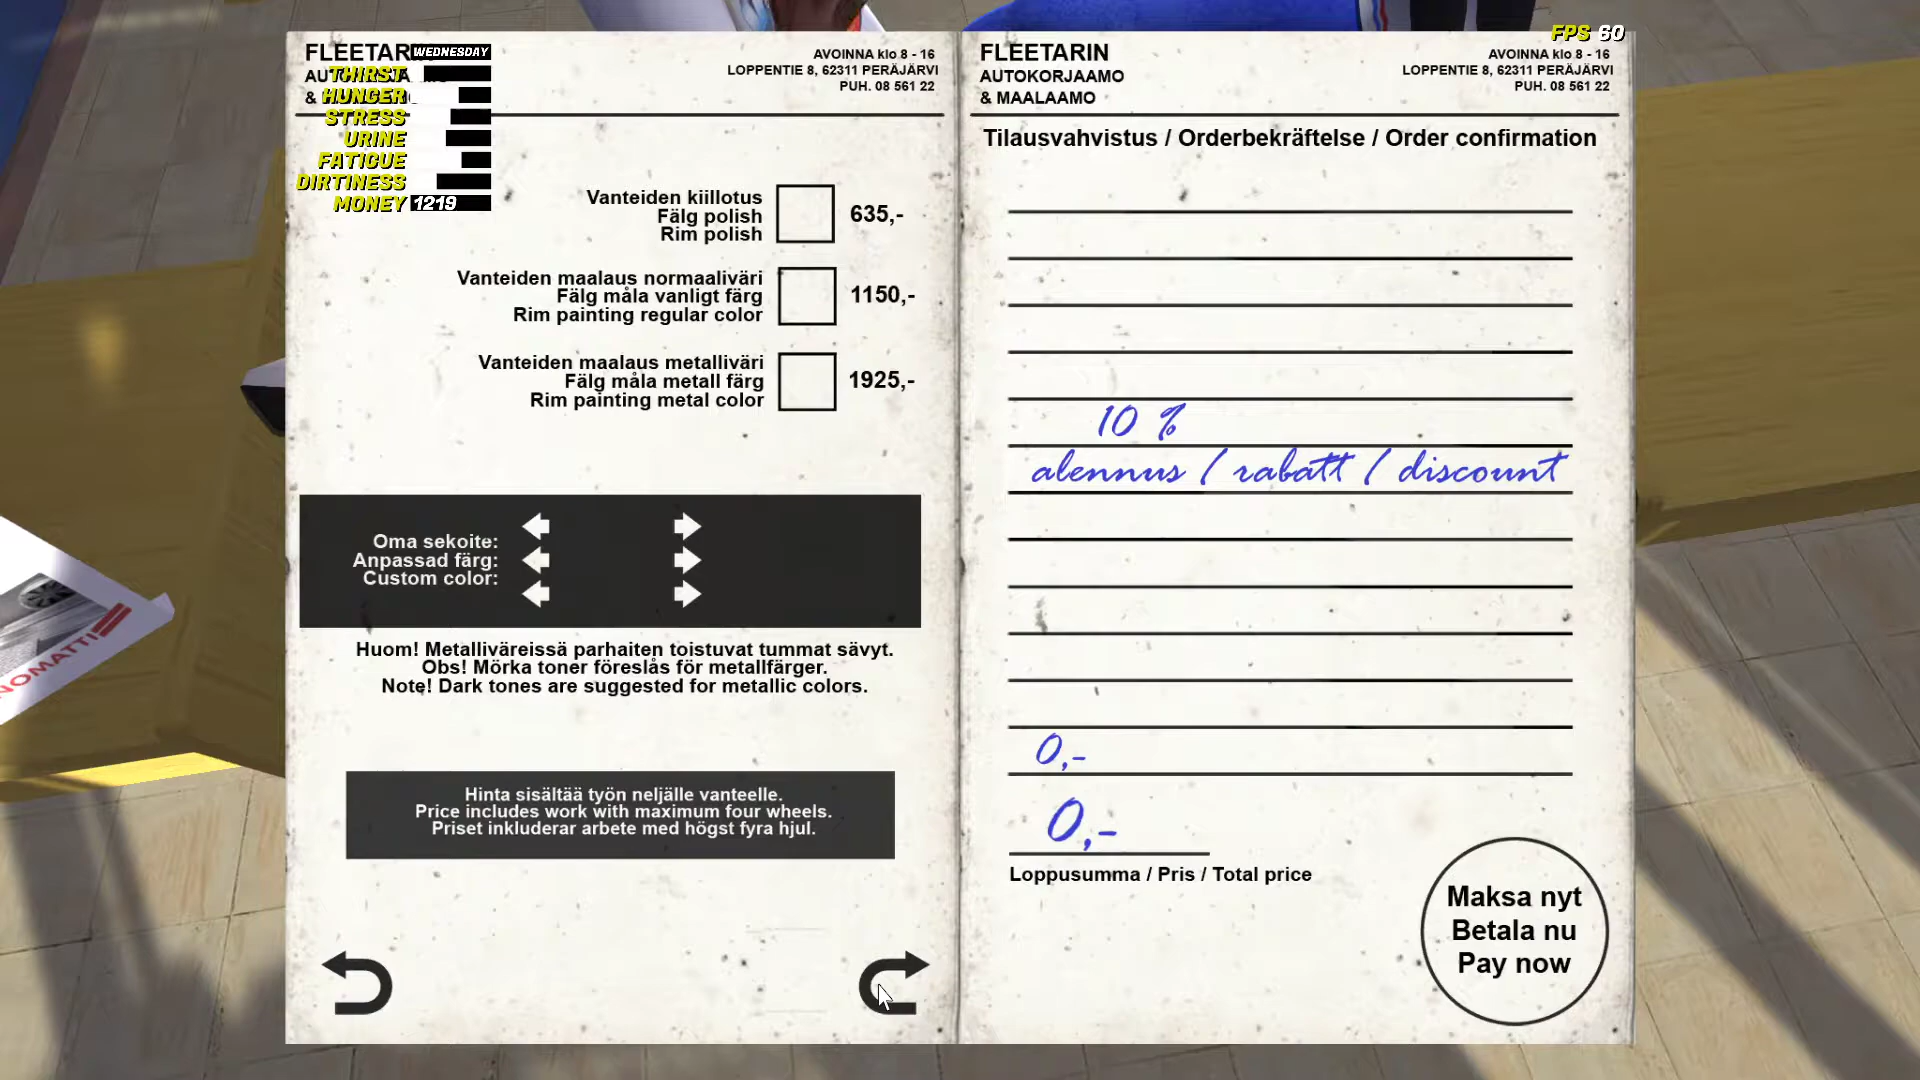 FLEETAR
WEDNESDAY
THIRST
HUNGER
&
STRESS
URINE
FATIGUE
DIRTINESS
MONEY 1219
AVOINNA klo 8 - 16
LOPPENTIE 8, 62311 PERÄJÄRVI
PUH. 08 561 22
Vanteiden kiillotus
Fälg polish
Rim polish
635,-
Vanteiden maalaus normaaliväri
Fälg måla vanligt färg
Rim painting regular color
1150,-
Vanteiden maalaus metalliväri
Fälg måla metall färg
Rim painting metal color
1925,-
Oma sekoite:
Anpassad färg:
Custom color:
Huom! Metalliväreissä parhaiten toistuvat tummat sävyt.
Obs! Mörka toner föreslås för metallfärger.
Note! Dark tones are suggested for metallic colors.
Hinta sisältää työn neljälle vanteelle.
Price includes work with maximum four wheels.
Priset inkluderar arbete med högst fyra hjul.
FPS 60
FLEETARIN
AUTOKORJAAMO
& MAALAAMO
AVOINNA klo 8 - 16
LOPPENTIE 8, 62311 PERÄJÄRVI
PUH. 08 561 22
Tilausvahvistus / Orderbekräftelse / Order confirmation
10 %
alennus / rabatt / discount
0,-
0,-
Loppusumma / Pris / Total price
Maksa nyt
Betala nu
Pay now